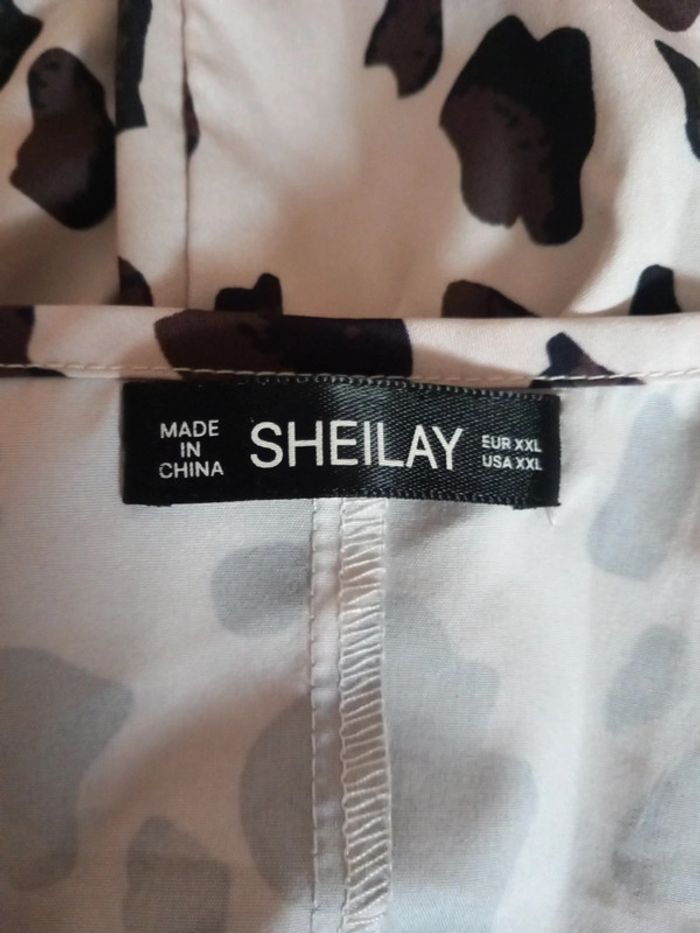 MADE
IN
CHINA
SHEILAY
EUR XXL
USA XXL